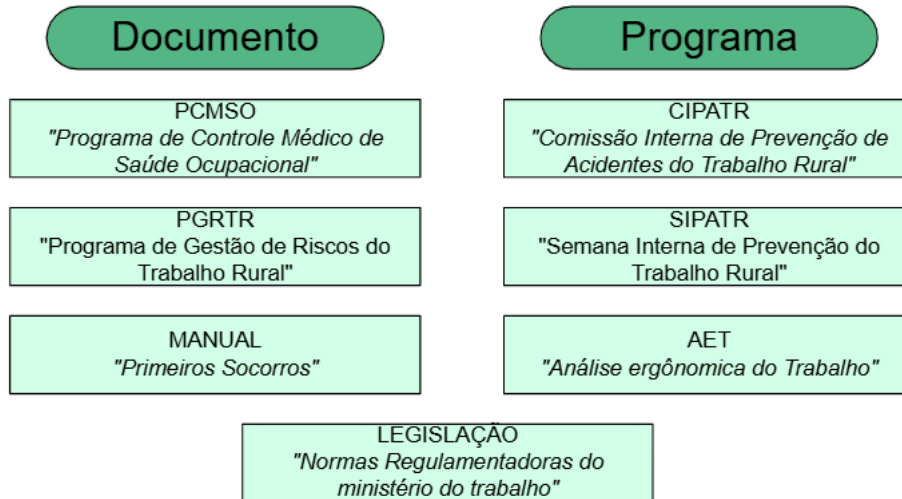 Documento
Programa
PCMSO
"Programa de Controle Médico de
Saúde Ocupacional"
CIPATR
"Comissão Interna de Prevenção de
Acidentes do Trabalho Rural"
PGRTR
"Programa de Gestão de Riscos do
Trabalho Rural"
SIPATR
"Semana Interna de Prevenção do
Trabalho Rural"
MANUAL
"Primeiros Socorros"
AET
"Análise ergônomica do Trabalho"
LEGISLAÇÃO
"Normas Regulamentadoras do
ministério do trabalho"